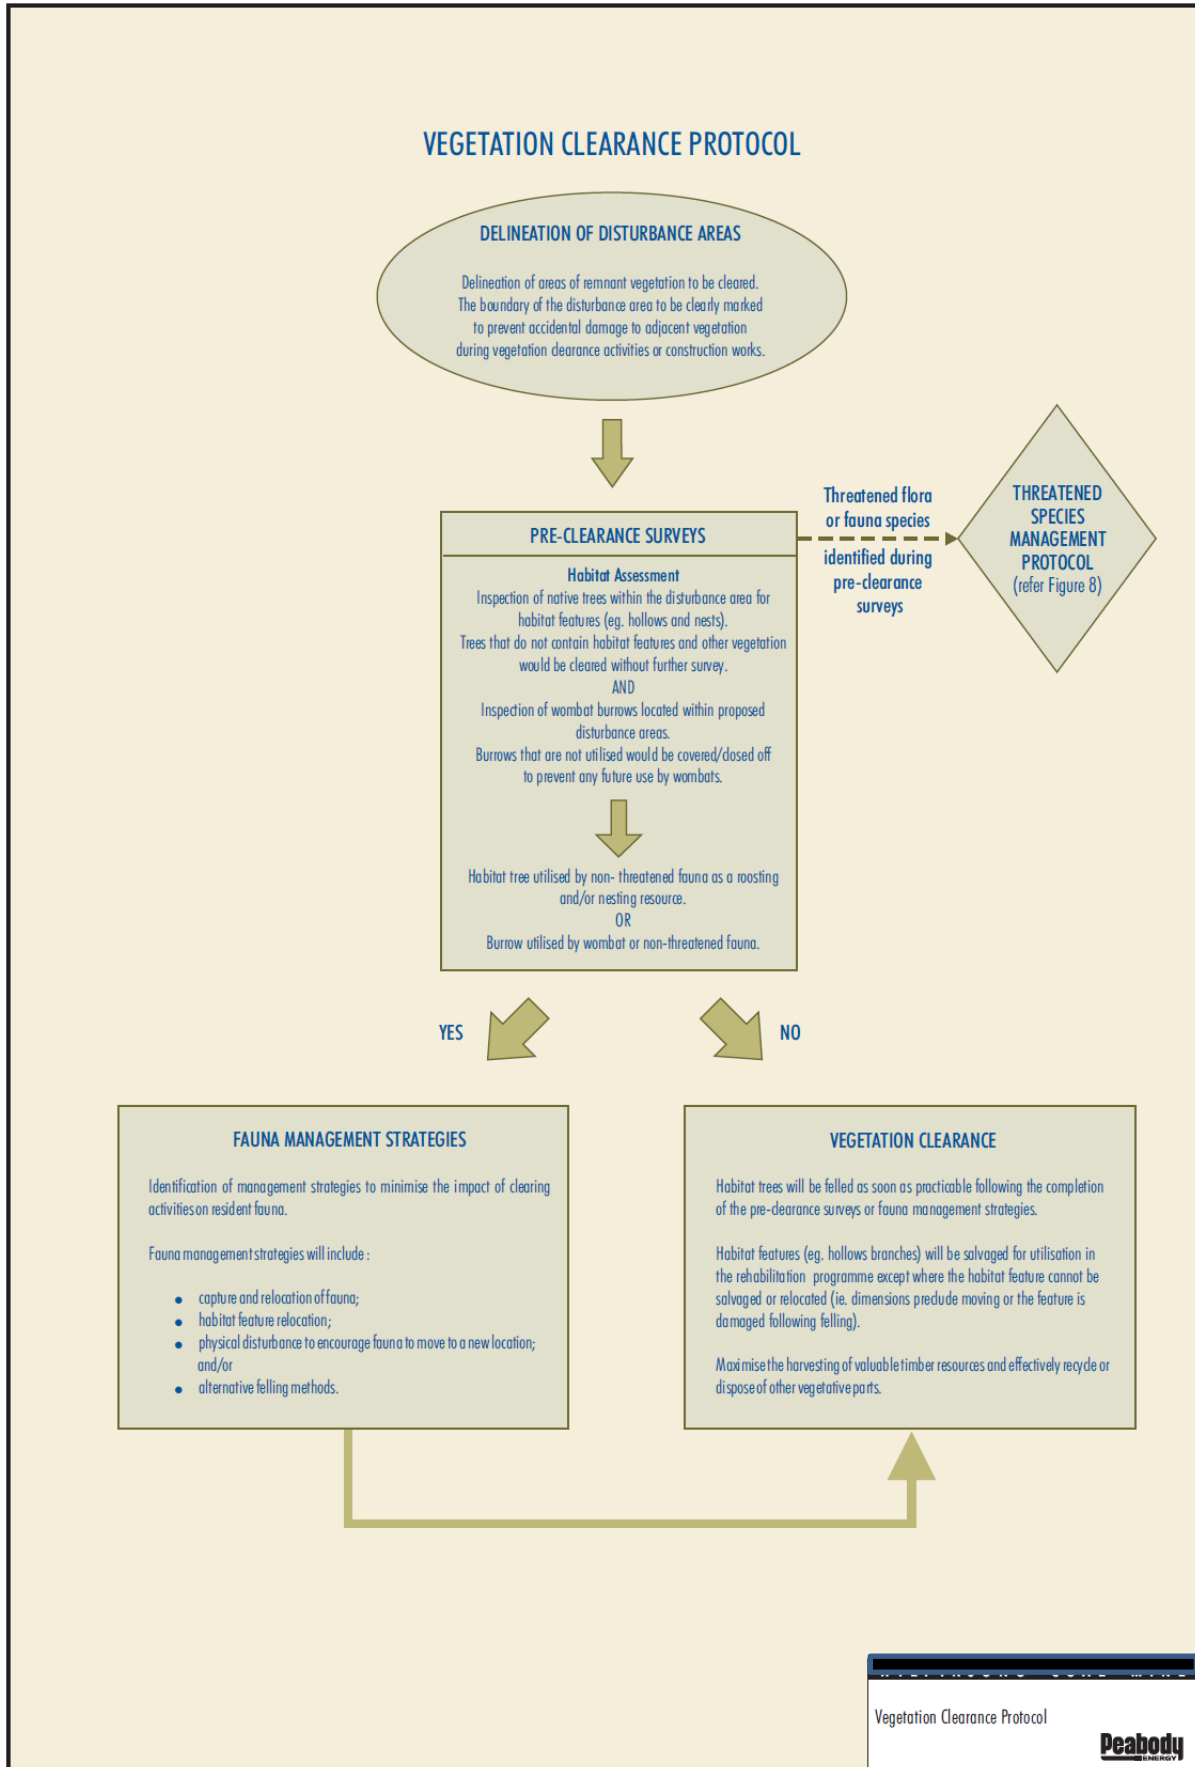 VEGETATION CLEARANCE PROTOCOL
DELINEATION OF DISTURBANCE AREAS
Delineation of areas of remnant vegetation to be cleared.
The boundary of the disturbance area to be clearly marked
to prevent accidental damage to adjacent vegetation
during vegetation clearance activities or construction works.
PRE-CLEARANCE SURVEYS
Habitat Assessment
Inspection of native trees within the disturbance area for
habitat features (eg. hollows and nests).
Trees that do not contain habitat features and other vegetation
would be cleared without further survey.
AND
Inspection of wombat burrows located within proposed
disturbance areas.
Burrows that are not utilised would be covered/closed off
to prevent any future use by wombats.
Habitat tree utilised by non- threatened fauna as a roosting
and/or nesting resource.
OR
Burrow utilised by wombat or non-threatened fauna.
Threatened flora
or fauna species
identified during
pre-clearance
surveys
THREATENED
SPECIES
MANAGEMENT
PROTOCOL
(refer Figure 8)
YES
NO
FAUNA MANAGEMENT STRATEGIES
Identification of management strategies to minimise the impact of clearing
activities on resident fauna.
Fauna management strategies will include :
● capture and relocation of fauna;
● habitat feature relocation;
● physical disturbance to encourage fauna to move to a new location;
and/or
● alternative felling methods.
VEGETATION CLEARANCE
Habitat trees will be felled as soon as practicable following the completion
of the pre-clearance surveys or fauna management strategies.
Habitat features (eg. hollows branches) will be salvaged for utilisation in
the rehabilitation programme except where the habitat feature cannot be
salvaged or relocated (ie. dimensions preclude moving or the feature is
damaged following felling).
Maximise the harvesting of valuable timber resources and effectively recycle or
dispose of other vegetative parts.
Vegetation Clearance Protocol
Peabody
ENERGY